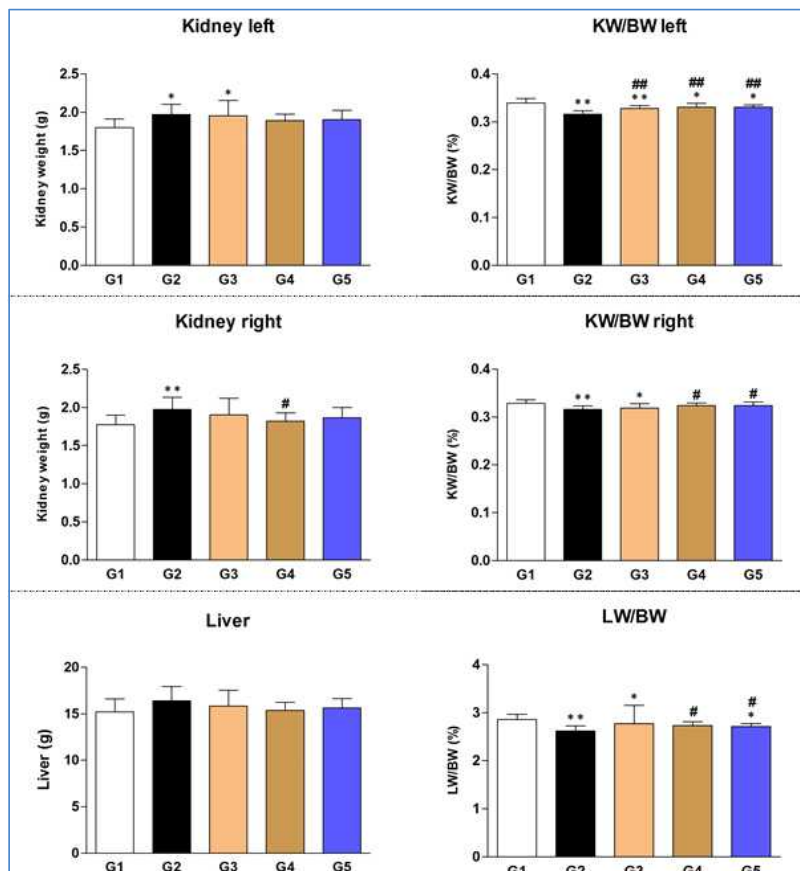 Kidney left
Kidney weight (g)
2.5
2.0
1.5
1.0
0.5
0.0
*
*
G1 G2 G3 G4 G5
KW/BW left
KW/BW (%)
0.4
0.3
0.2
0.1
0.0
## ## ##
** ** * *
G1 G2 G3 G4 G5
Kidney right
Kidney weight (g)
2.5
2.0
1.5
1.0
0.5
0.0
**
#
G1 G2 G3 G4 G5
KW/BW right
KW/BW (%)
0.4
0.3
0.2
0.1
0.0
** * # #
G1 G2 G3 G4 G5
Liver
Liver (g)
20
15
10
5
0
G1 G2 G3 G4 G5
LW/BW
LW/BW (%)
4
3
2
1
0
* #
** # *
G1 G2 G3 G4 G5